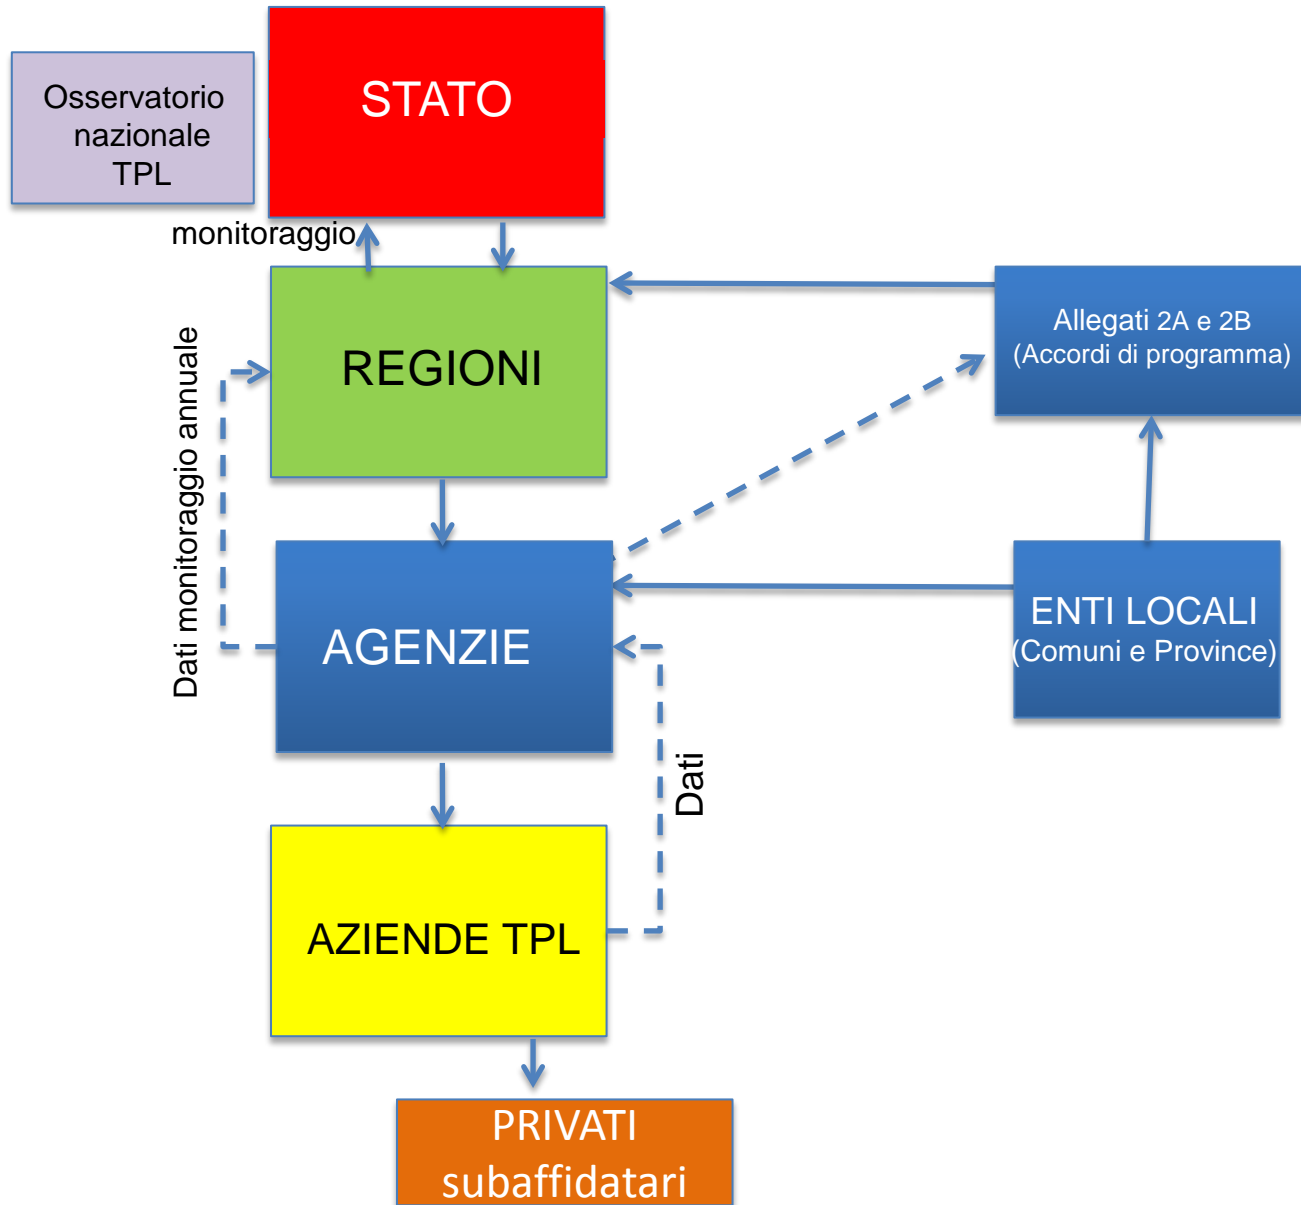 Osservatorio
nazionale
TPL
STATO
monitoraggio
REGIONI
Allegati 2A e 2B
(Accordi di programma)
Dati monitoraggio annuale
AGENZIE
ENTI LOCALI
(Comuni e Province)
Dati
AZIENDE TPL
PRIVATI
subaffidatari